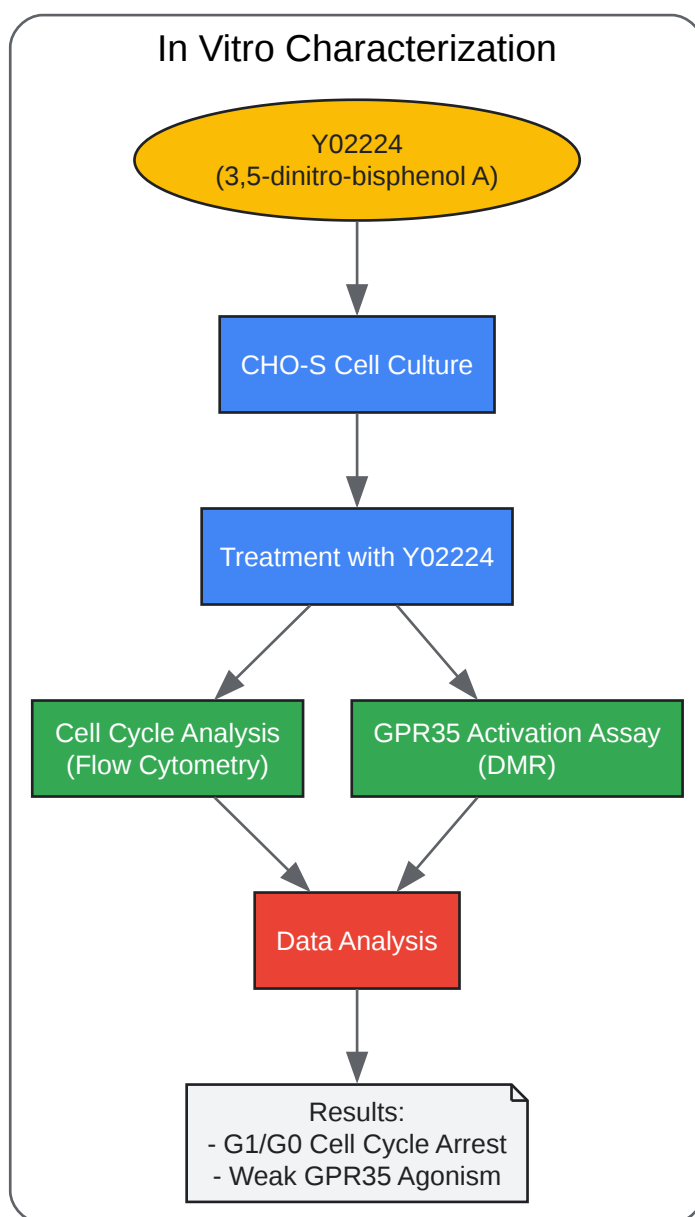 In Vitro Characterization
Y02224
(3,5-dinitro-bisphenol A)
CHO-S Cell Culture
Treatment with Y02224
Cell Cycle Analysis
(Flow Cytometry)
GPR35 Activation Assay
(DMR)
Data Analysis
Results:
- G1/G0 Cell Cycle Arrest
- Weak GPR35 Agonism